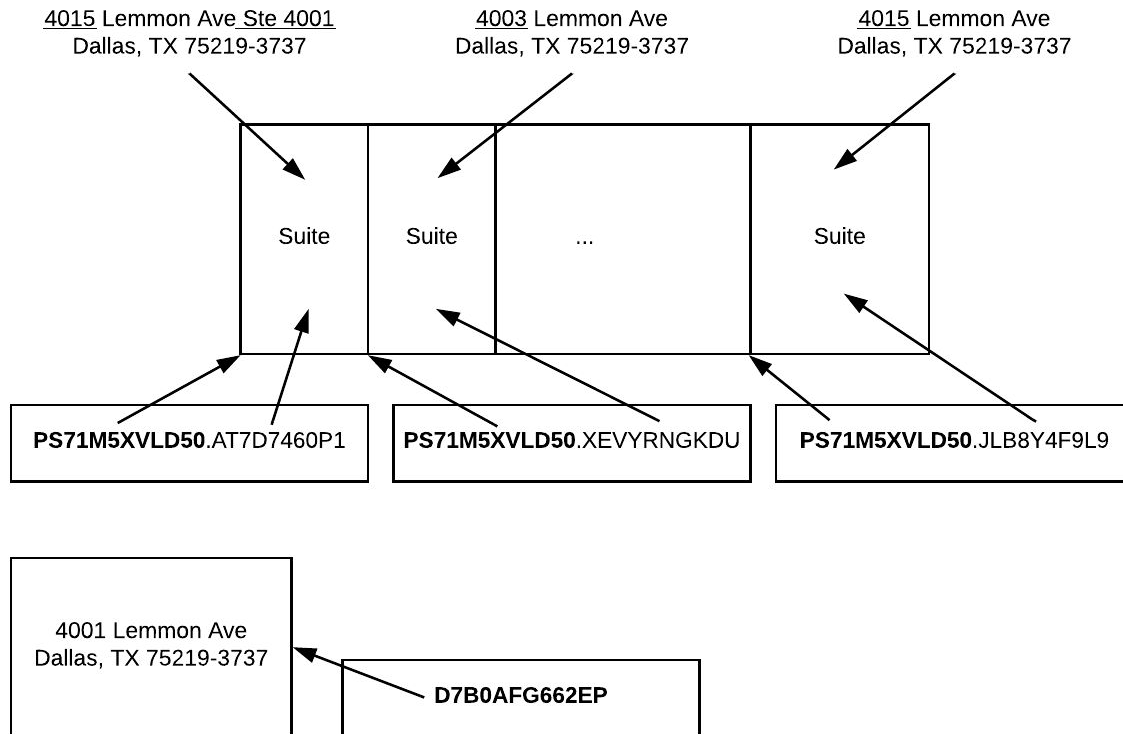 4015 Lemmon Ave Ste 4001
Dallas, TX 75219-3737
4003 Lemmon Ave
Dallas, TX 75219-3737
4015 Lemmon Ave
Dallas, TX 75219-3737
Suite
Suite
...
Suite
PS71M5XVLD50.AT7D7460P1
PS71M5XVLD50.XEVYRNGKDU
PS71M5XVLD50.JLB8Y4F9L9
4001 Lemmon Ave
Dallas, TX 75219-3737
D7B0AFG662EP